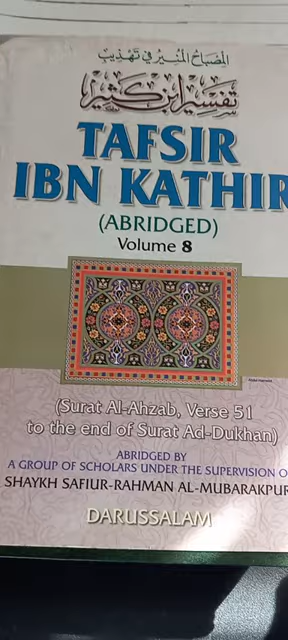 المصباح المنير في تهذيب
تفسير ابن كثير
TAFSIR
IBN KATHIR
(ABRIDGED)
Volume 8
(Surat Al-Ahzab, Verse 51
to the end of Surat Ad-Dukhan)
ABRIDGED BY
A GROUP OF SCHOLARS UNDER THE SUPERVISION O
SHAYKH SAFIUR-RAHMAN AL-MUBARAKPUR
DARUSSALAM